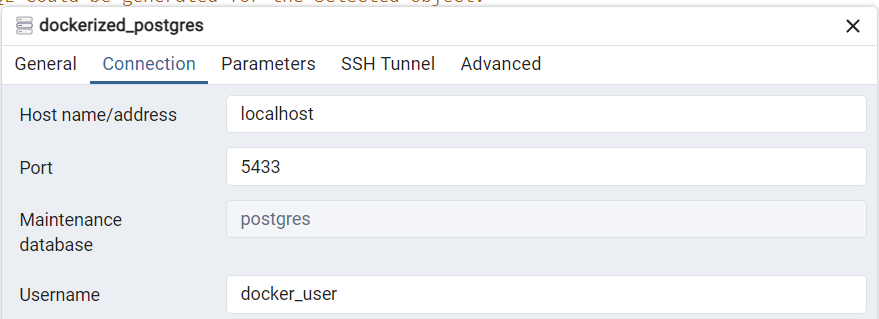 could be generated for the selected object.
dockerized_postgres
General Connection Parameters SSH Tunnel Advanced
Host name/address localhost
Port 5433
Maintenance database postgres
Username docker_user